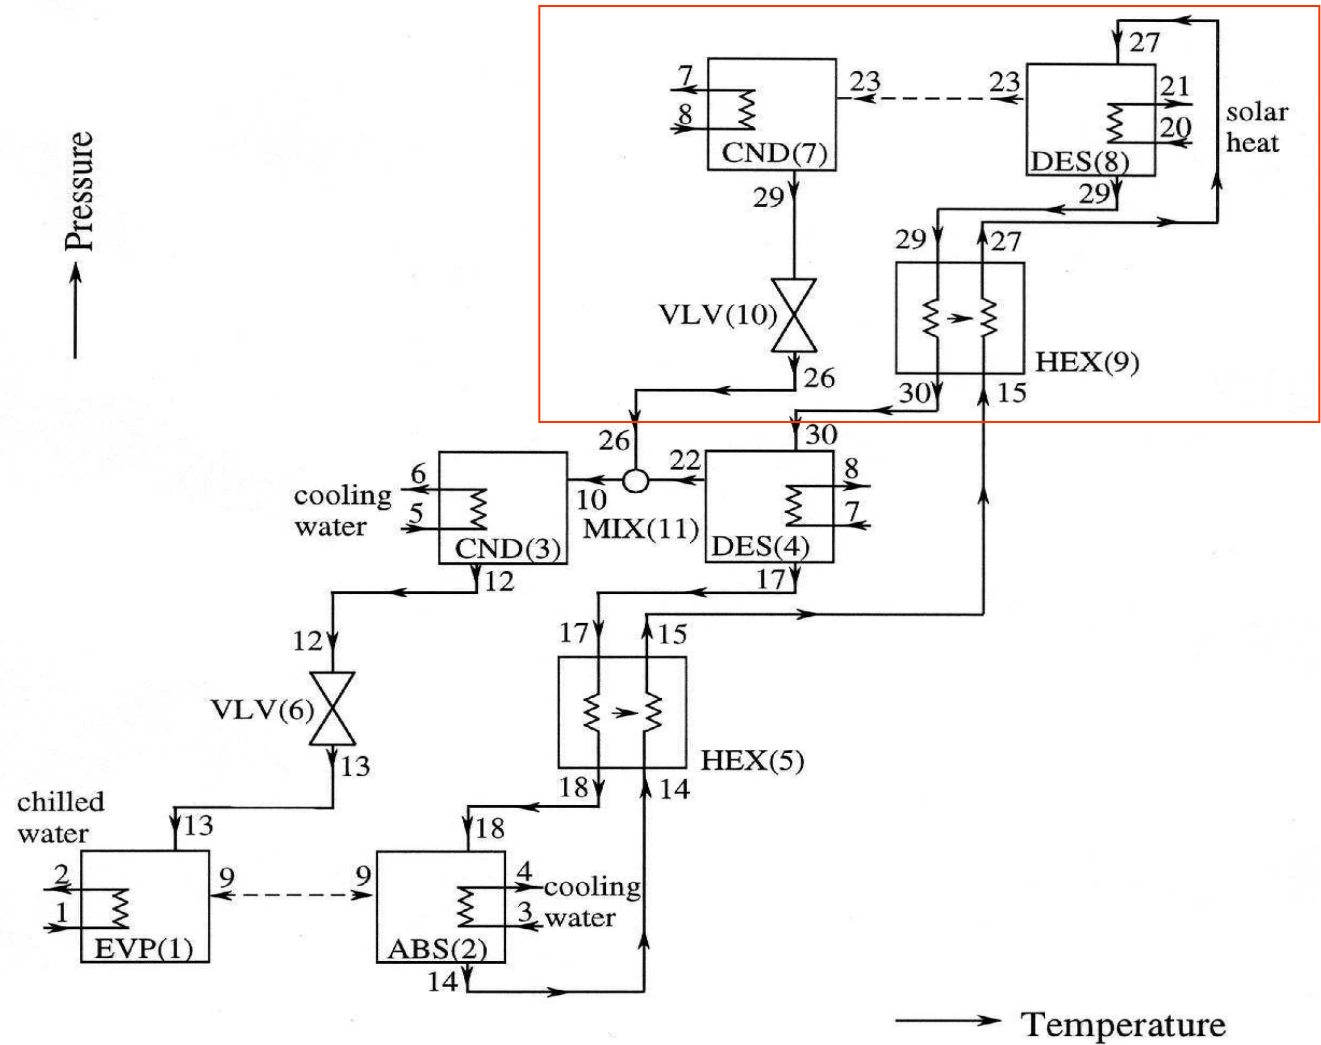 27
7
23
23
21
solar
heat
8
20
CND(7)
DES(8)
29
29
29
27
VLV(10)
HEX(9)
26
30
15
26
30
22
6
8
cooling
water
10
5
MIX(11)
7
CND(3)
DES(4)
12
17
12
17
15
VLV(6)
HEX(5)
13
18
14
chilled
water
13
18
2
9
9
4
cooling
water
1
3
EVP(1)
ABS(2)
14
Pressure
Temperature